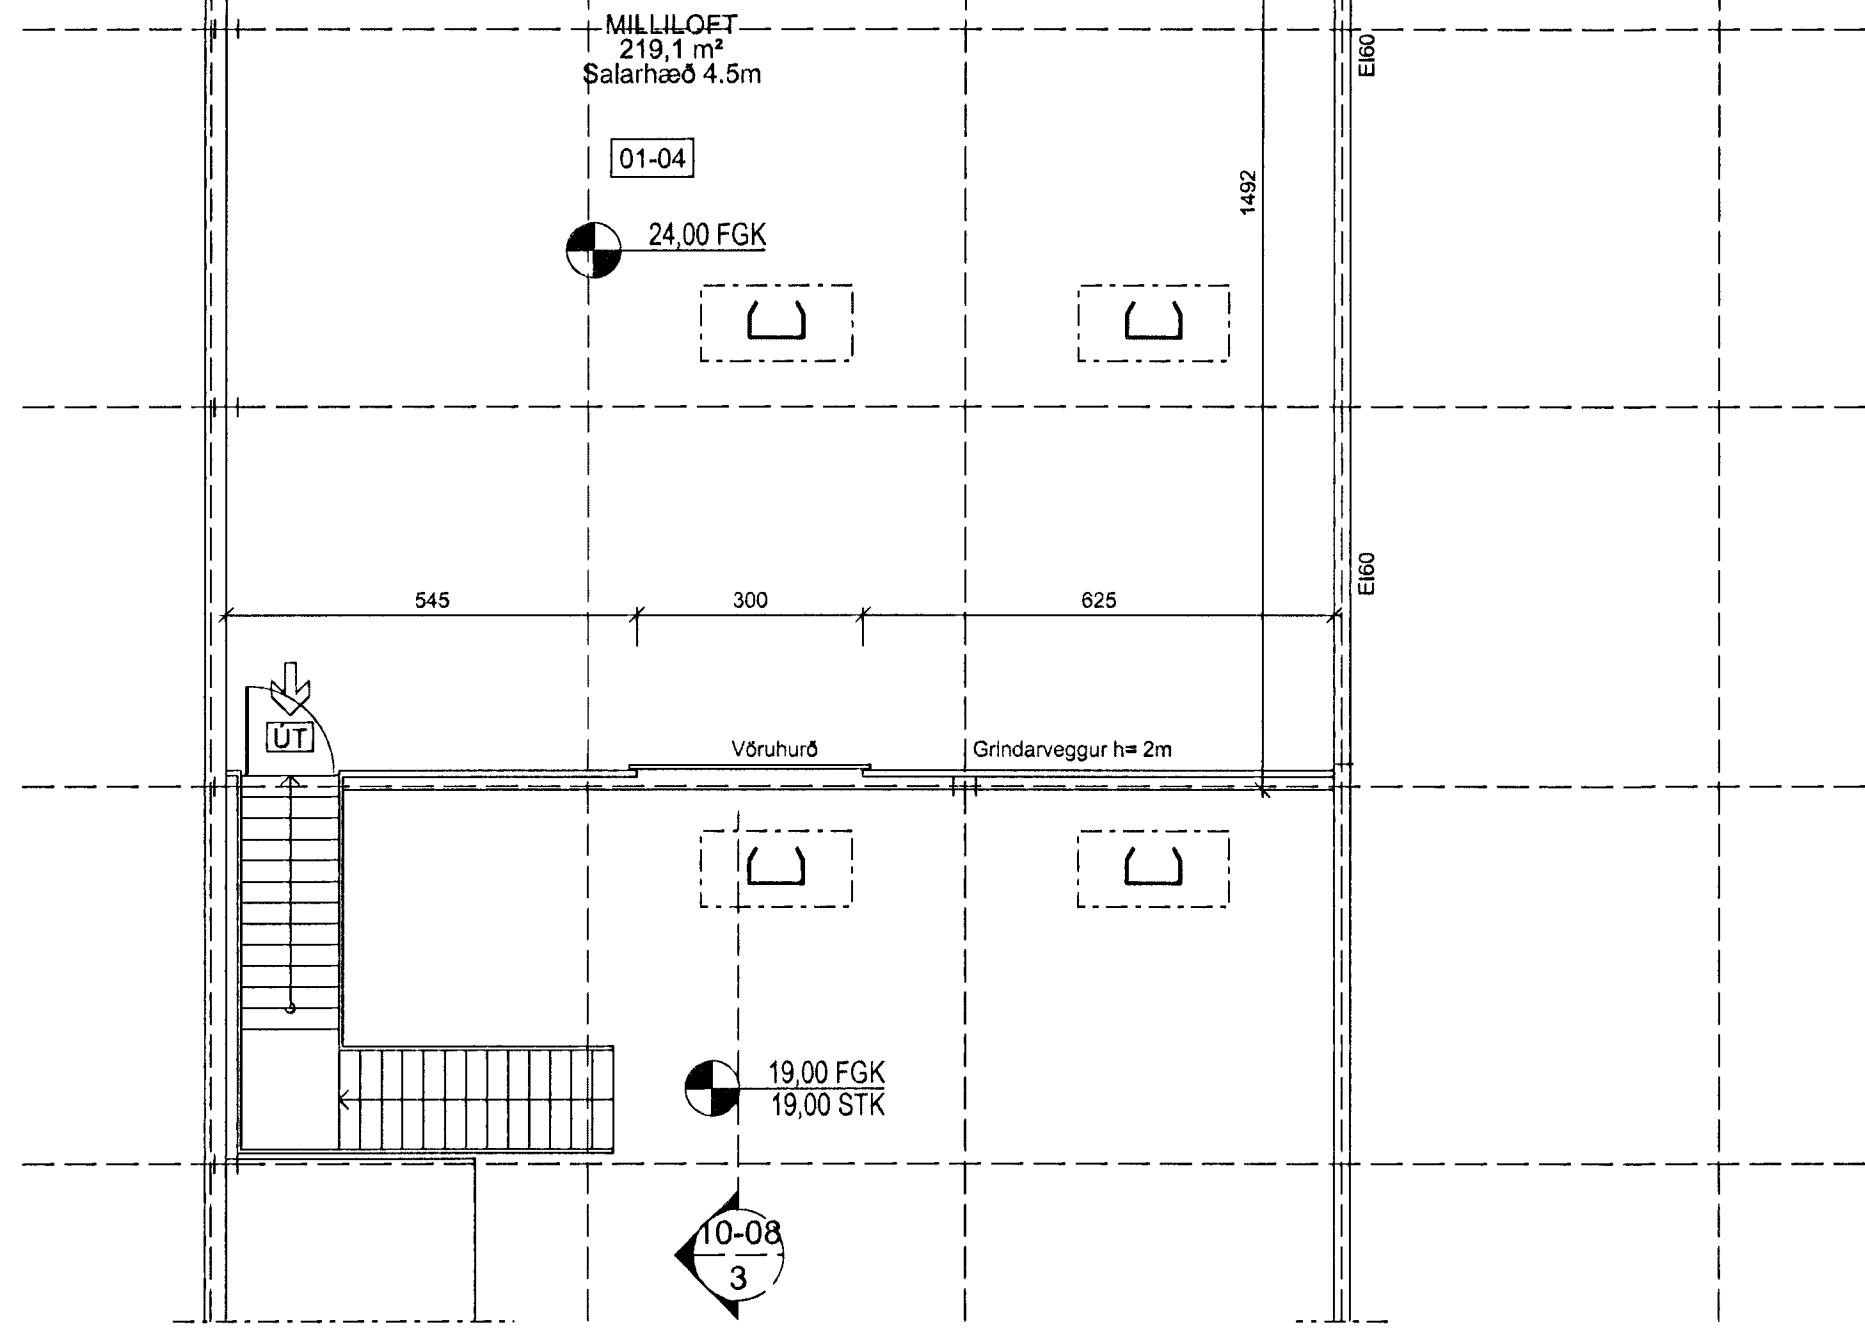 MILLILOFT
219,1 m²
Salarhæð 4.5m
EI60
01-04
1492
24,00 FGK
EI60
545
300
625
ÚT
Vöruhurð
Grindarveggur h= 2m
19,00 FGK
19,00 STK
10-08
3